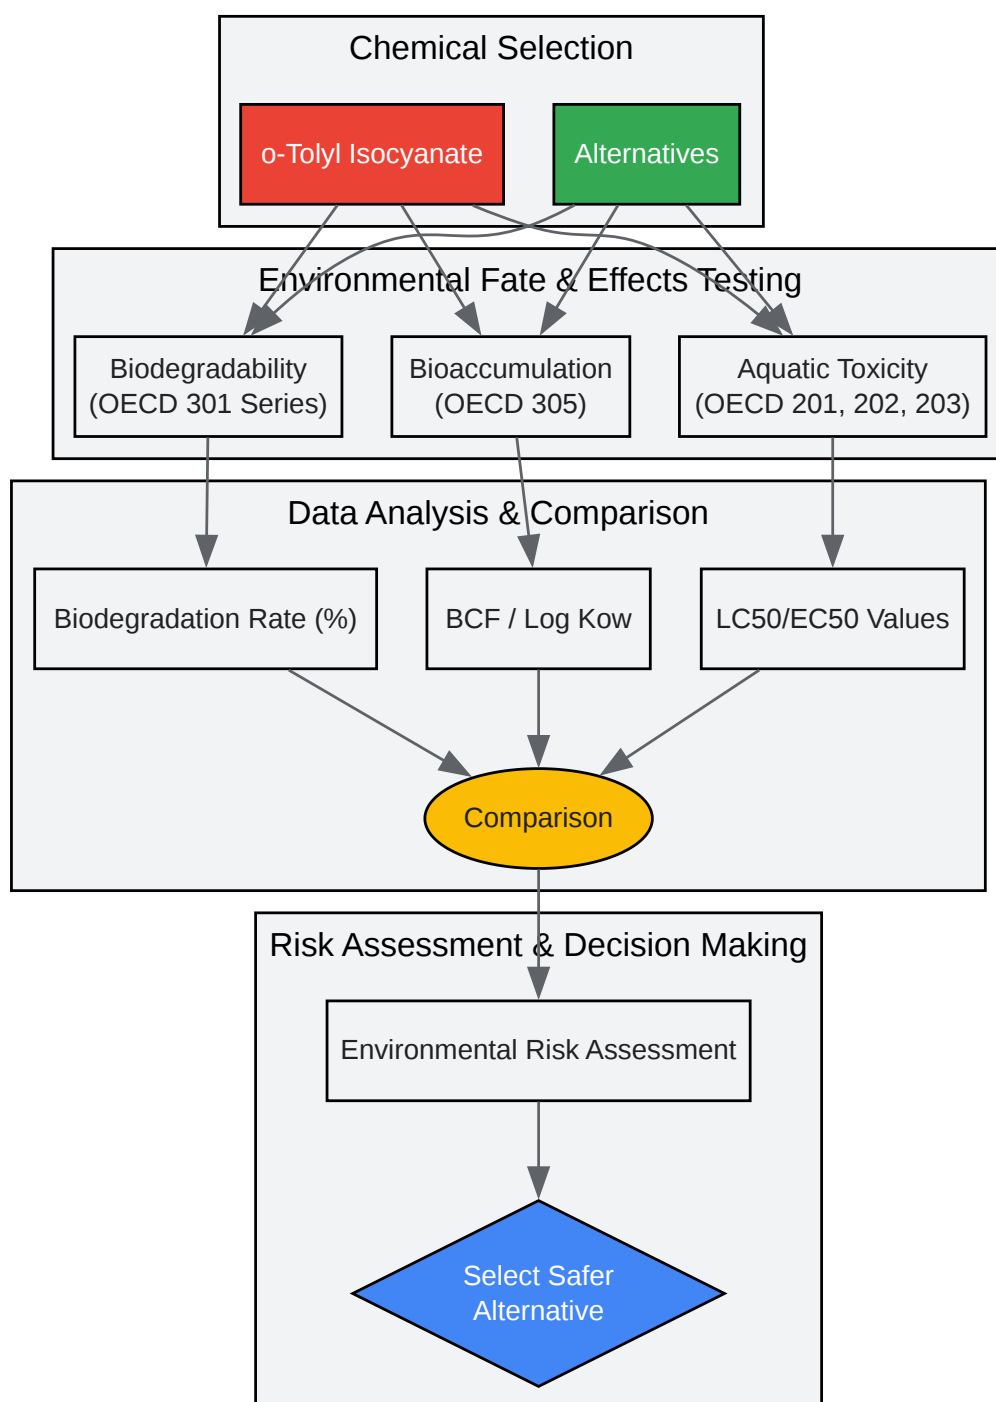 Chemical Selection
o-Tolyl Isocyanate
Alternatives
Environmental Fate & Effects Testing
Biodegradability
(OECD 301 Series)
Bioaccumulation
(OECD 305)
Aquatic Toxicity
(OECD 201, 202, 203)
Data Analysis & Comparison
Biodegradation Rate (%)
BCF / Log Kow
LC50/EC50 Values
Comparison
Risk Assessment & Decision Making
Environmental Risk Assessment
Select Safer
Alternative